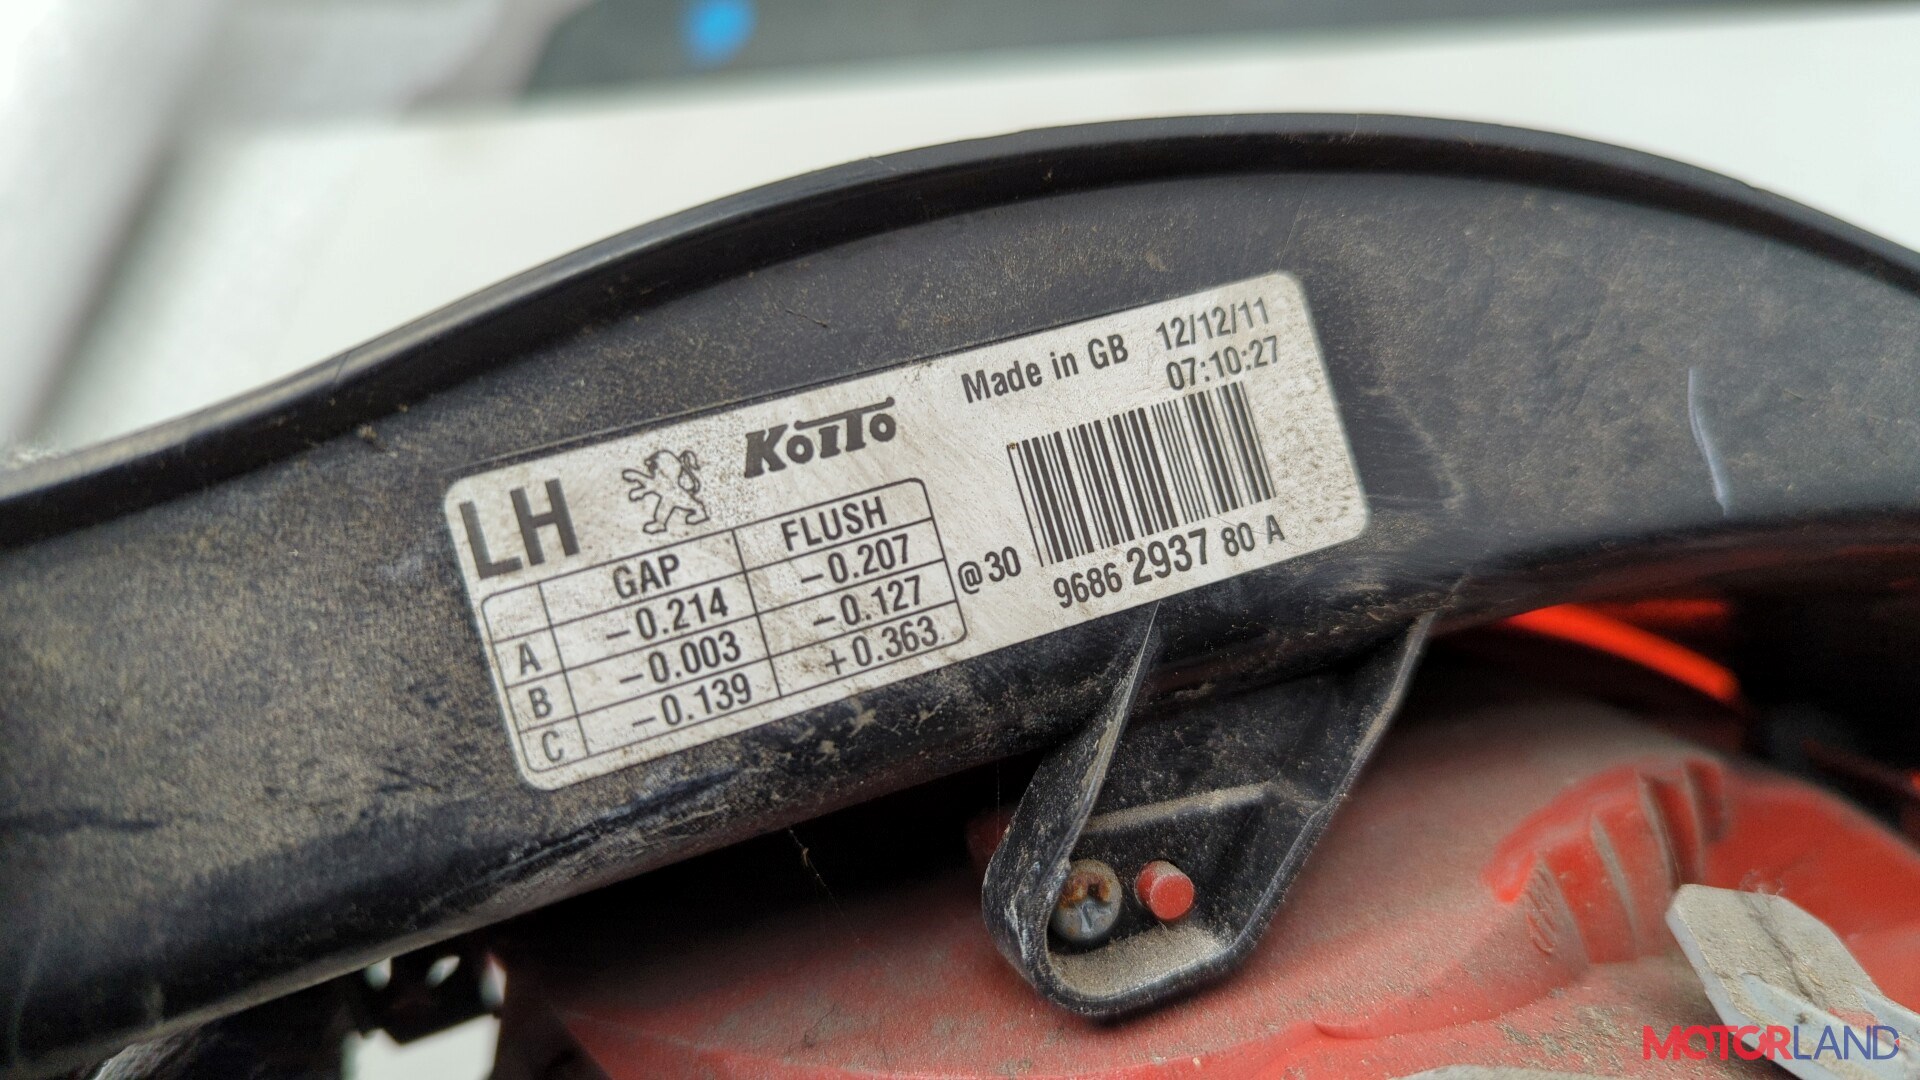 LH KOITO Made in GB 12/12/11
07:10:27
GAP FLUSH
A -0.214 -0.207
B -0.003 -0.127
C -0.139 +0.363
@30
9686 2937 80 A
MOTORLAND